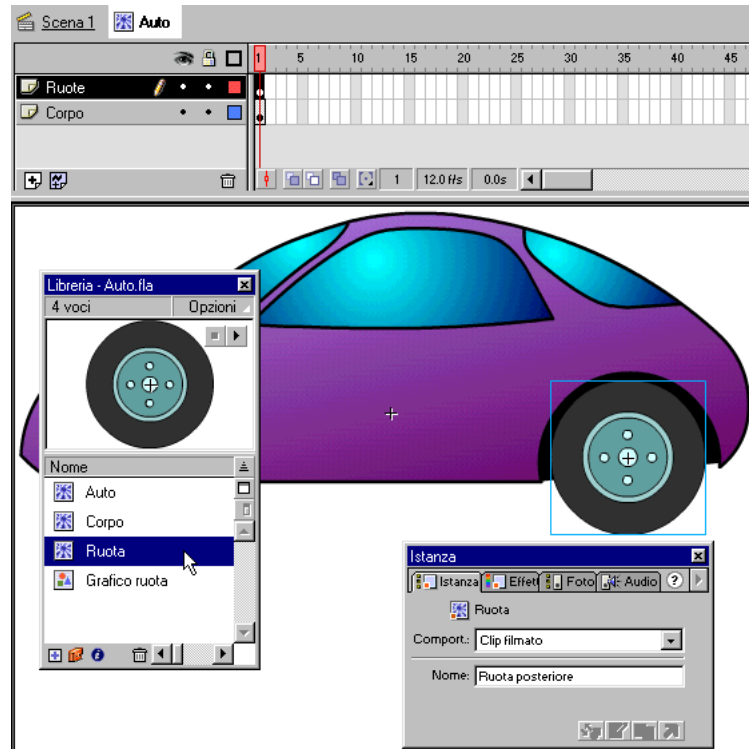 Scena 1 Auto
1 5 10 15 20 25 30 35 40 45
Ruote
Corpo
1 12.0 f/s 0.0s
Libreria - Auto.fla
4 voci Opzioni
Nome
Auto
Corpo
Ruota
Grafico ruota
Istanza
Istanza Effett Foto Audio ?
Ruota
Comport.: Clip filmato
Nome: Ruota posteriore